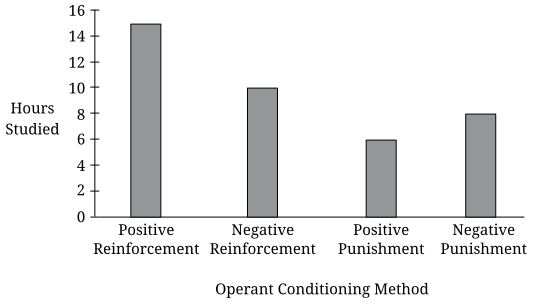 16
14
12
10
8
6
4
2
0
Hours
Studied
Positive
Reinforcement
Negative
Reinforcement
Positive
Punishment
Negative
Punishment
Operant Conditioning Method